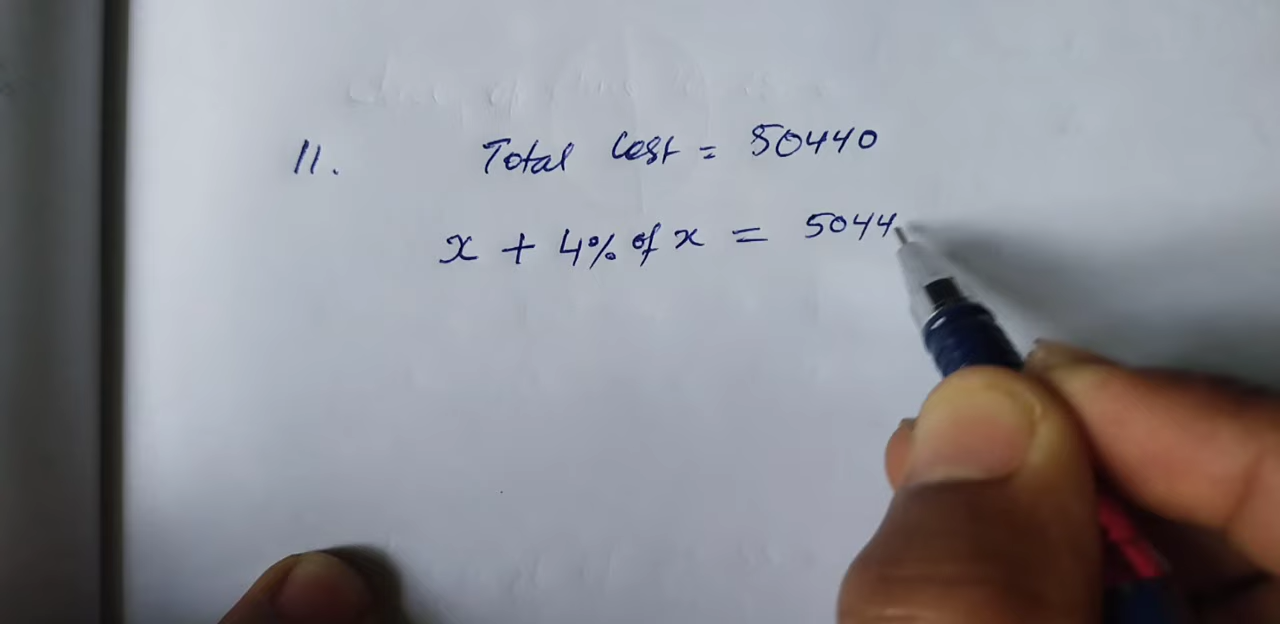 11. Total Cost = 50440
x + 4% of x = 5044